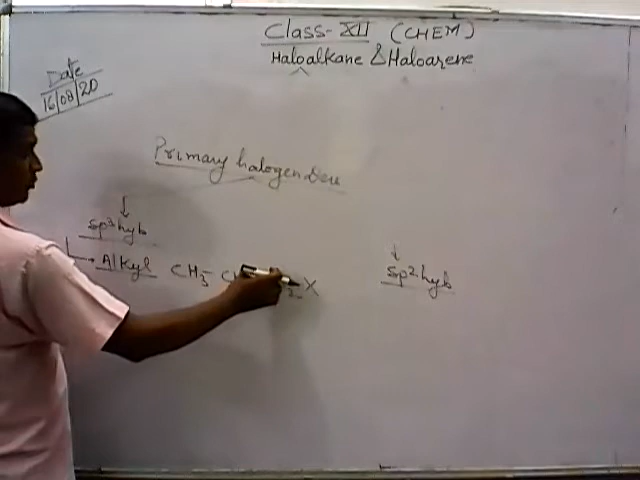 Class-XII (CHEM)
Haloalkane & Haloarene
Date
16/08/20
Primary halogen
↓
sp³ hyb
Alkyl CH₃- X
↓
sp² hyb